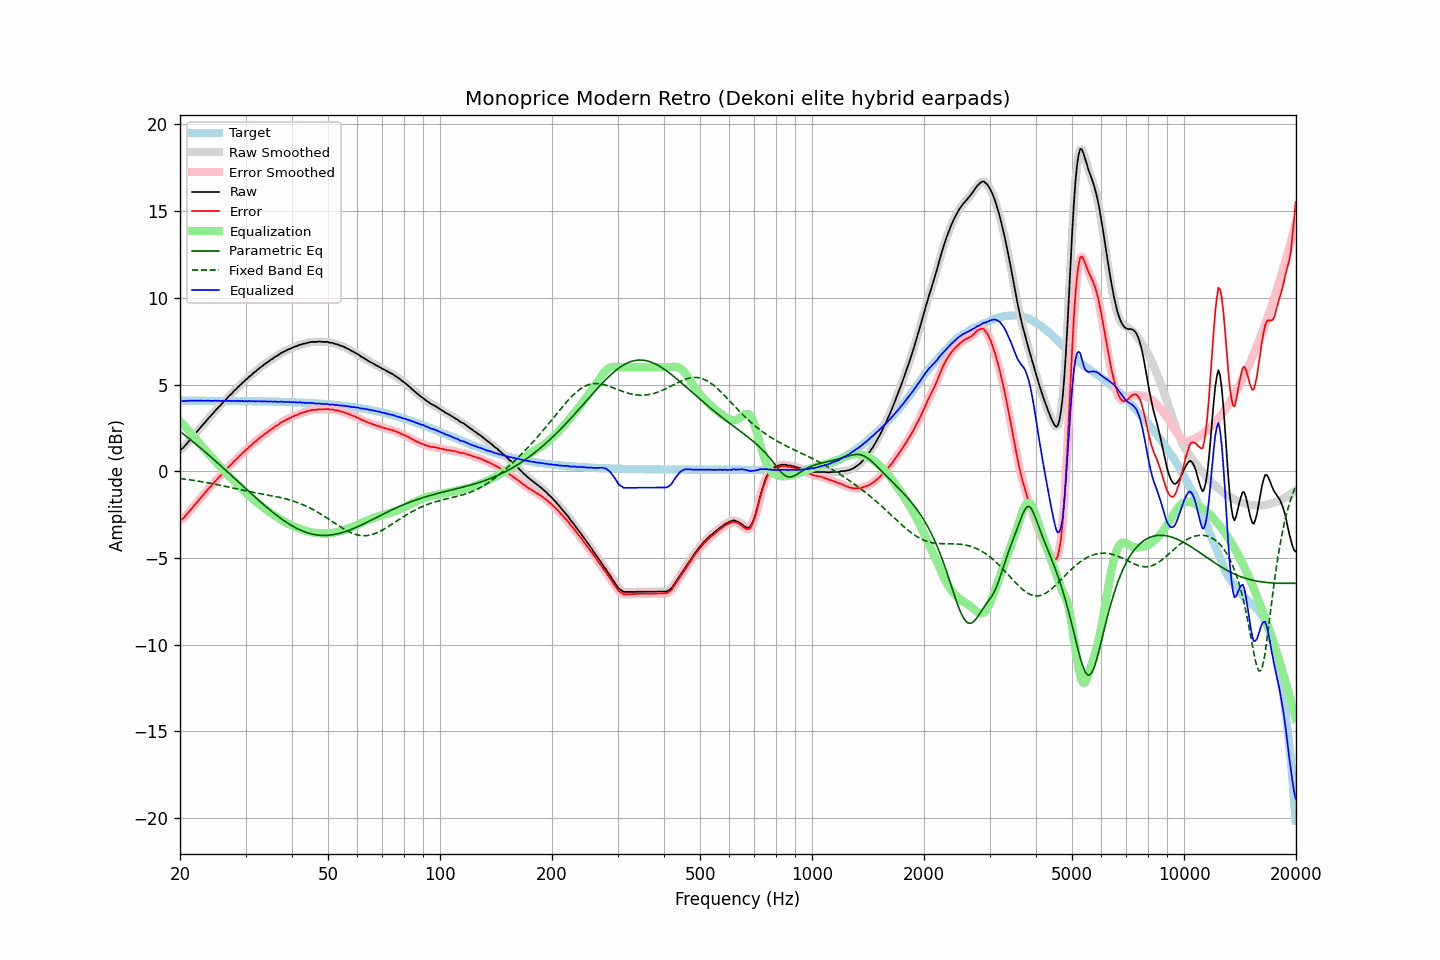 Monoprice Modern Retro (Dekoni elite hybrid earpads)
Target
Raw Smoothed
Error Smoothed
Raw
Error
Equalization
Parametric Eq
Fixed Band Eq
Equalized
20
15
10
5
0
−5
−10
−15
−20
Amplitude (dBr)
20 50 100 200 500 1000 2000 5000 10000 20000
Frequency (Hz)